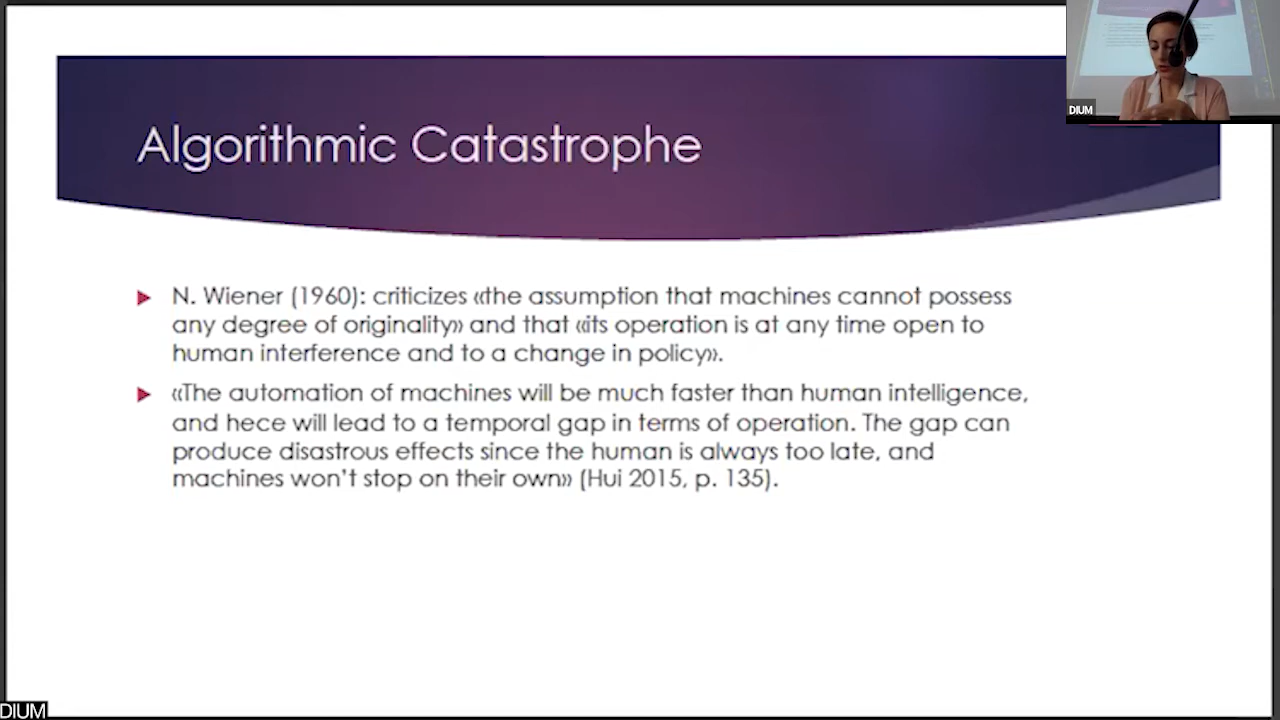 DIUM
Algorithmic Catastrophe
N. Wiener (1960): criticizes «the assumption that machines cannot possess
any degree of originality» and that «its operation is at any time open to
human interference and to a change in policy».
«The automation of machines will be much faster than human intelligence,
and hece will lead to a temporal gap in terms of operation. The gap can
produce disastrous effects since the human is always too late, and
machines won't stop on their own» (Hui 2015, p. 135).
DIUM